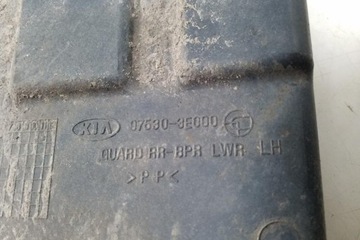 KIA 07530-3E000
GUARD RR-BPR LWR LH
>PP<